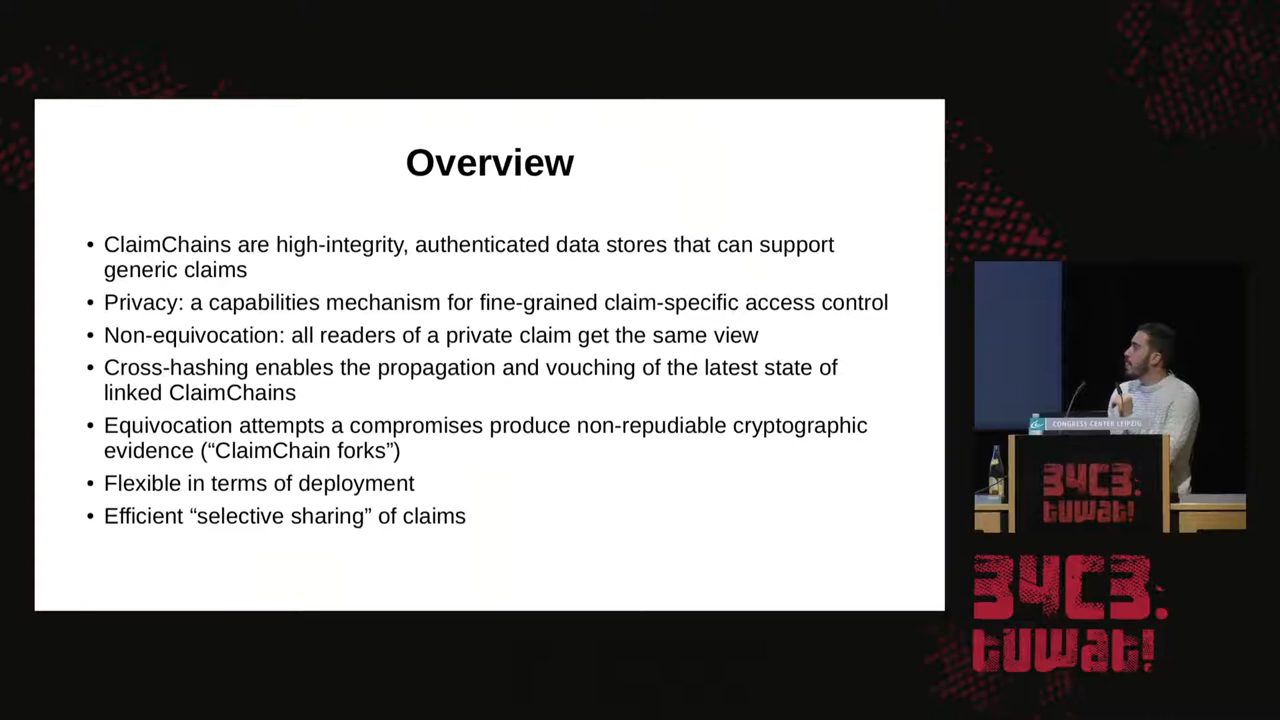 Overview
• ClaimChains are high-integrity, authenticated data stores that can support
generic claims
• Privacy: a capabilities mechanism for fine-grained claim-specific access control
• Non-equivocation: all readers of a private claim get the same view
• Cross-hashing enables the propagation and vouching of the latest state of
linked ClaimChains
• Equivocation attempts a compromises produce non-repudiable cryptographic
evidence (“ClaimChain forks”)
• Flexible in terms of deployment
• Efficient “selective sharing” of claims
CONGRESS CENTER LEIPZIG
34C3.
tuwat!
34C3.
tuwat!